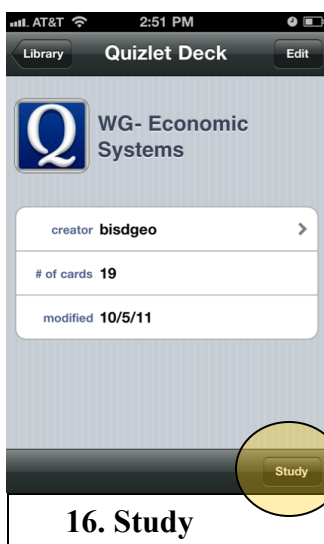 AT&T 2:51 PM
Library Quizlet Deck Edit
Q WG- Economic
Systems
creator bisdgeo
# of cards 19
modified 10/5/11
Study
16. Study